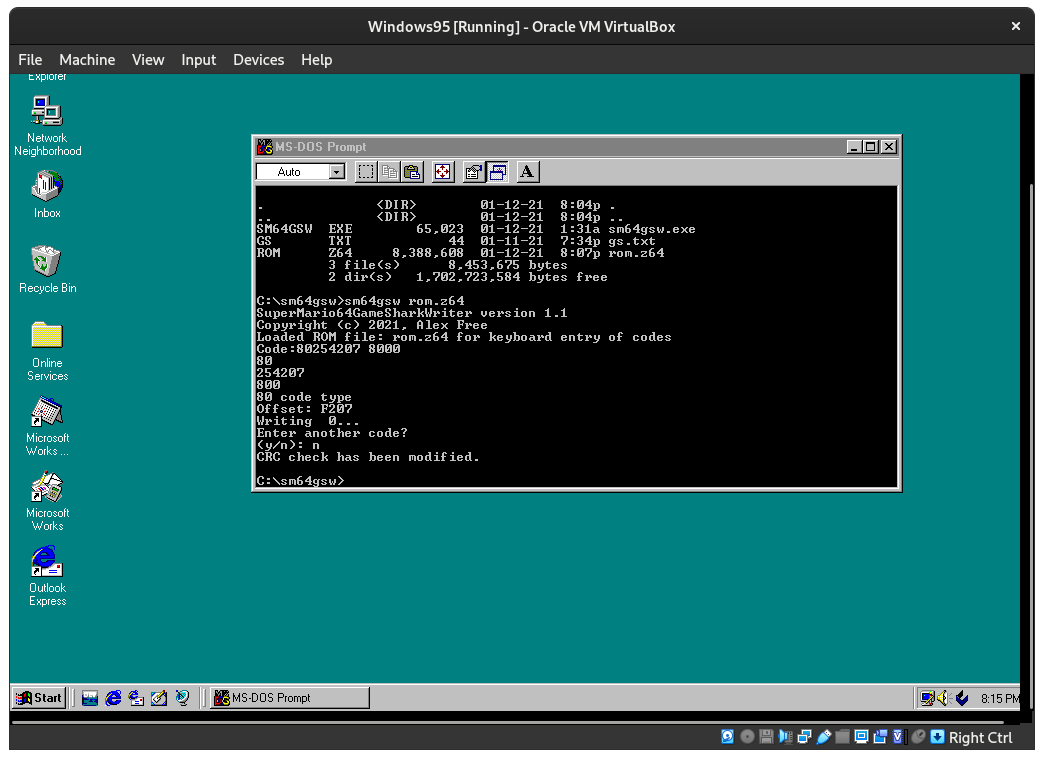 Windows95 [Running] - Oracle VM VirtualBox
File Machine View Input Devices Help
Explorer
Network
Neighborhood
Inbox
Recycle Bin
Online
Services
Microsoft
Works ...
Microsoft
Works
Outlook
Express
MS-DOS Prompt
Auto
A
. <DIR> 01-12-21 8:04p .
.. <DIR> 01-12-21 8:04p ..
SM64GSW EXE 65,023 01-12-21 1:31a sm64gsw.exe
GS TXT 44 01-11-21 7:34p gs.txt
ROM Z64 8,388,608 01-12-21 8:07p rom.z64
3 file(s) 8,453,675 bytes
2 dir(s) 1,702,723,584 bytes free
C:\sm64gsw>sm64gsw rom.z64
SuperMario64GameSharkWriter version 1.1
Copyright (c) 2021, Alex Free
Loaded ROM file: rom.z64 for keyboard entry of codes
Code:80254207 8000
80
254207
800
80 code type
Offset: F207
Writing 0...
Enter another code?
(y/n): n
CRC check has been modified.
C:\sm64gsw>
Start
MS-DOS Prompt
8:15 PM
Right Ctrl